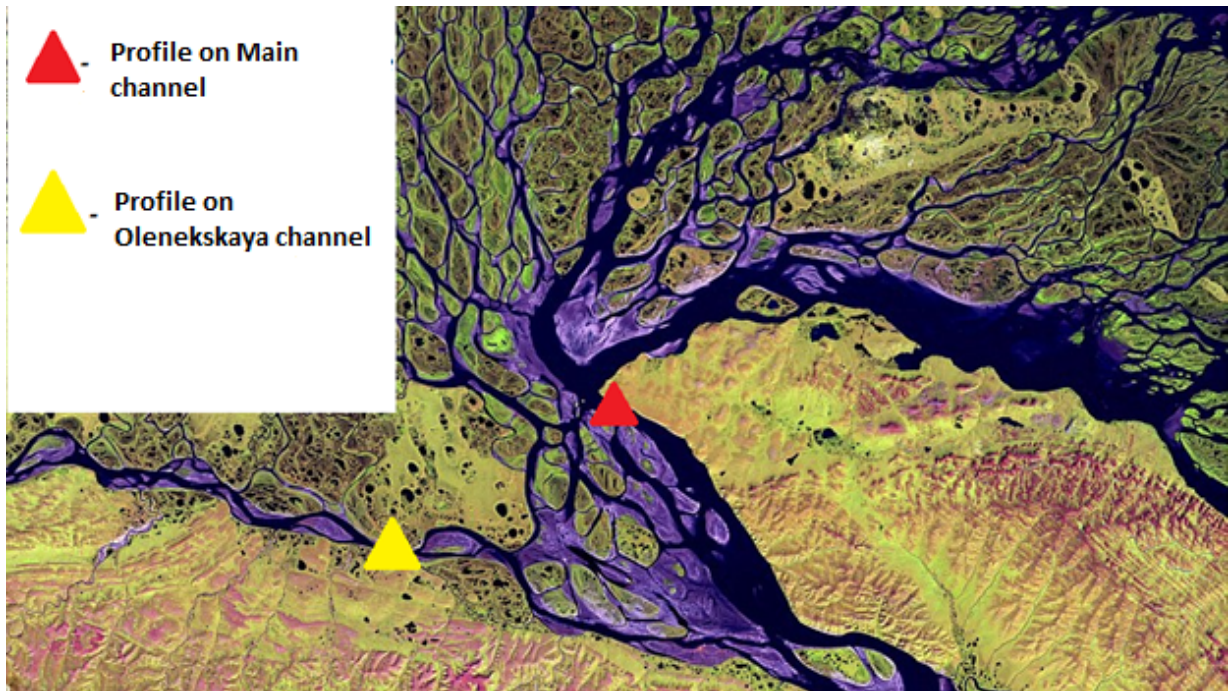 - Profile on Main
channel
- Profile on
Olenekskaya channel